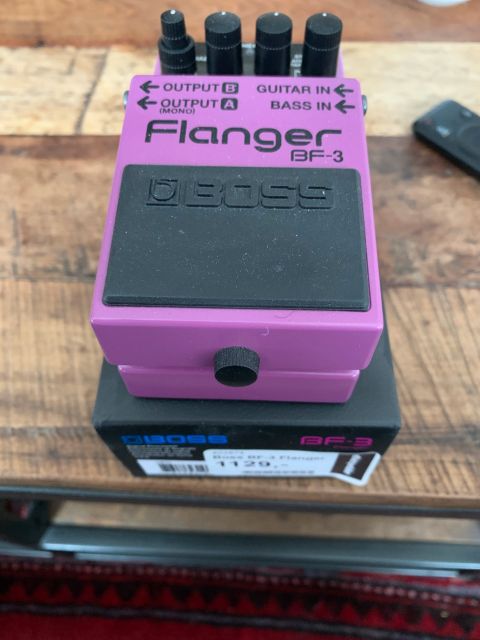 ← OUTPUT B
GUITAR IN ←
← OUTPUT A
(MONO)
BASS IN ←
Flanger
BF-3
BOSS
BOSS
BF-3
Boss BF-3 Flanger
1129,-